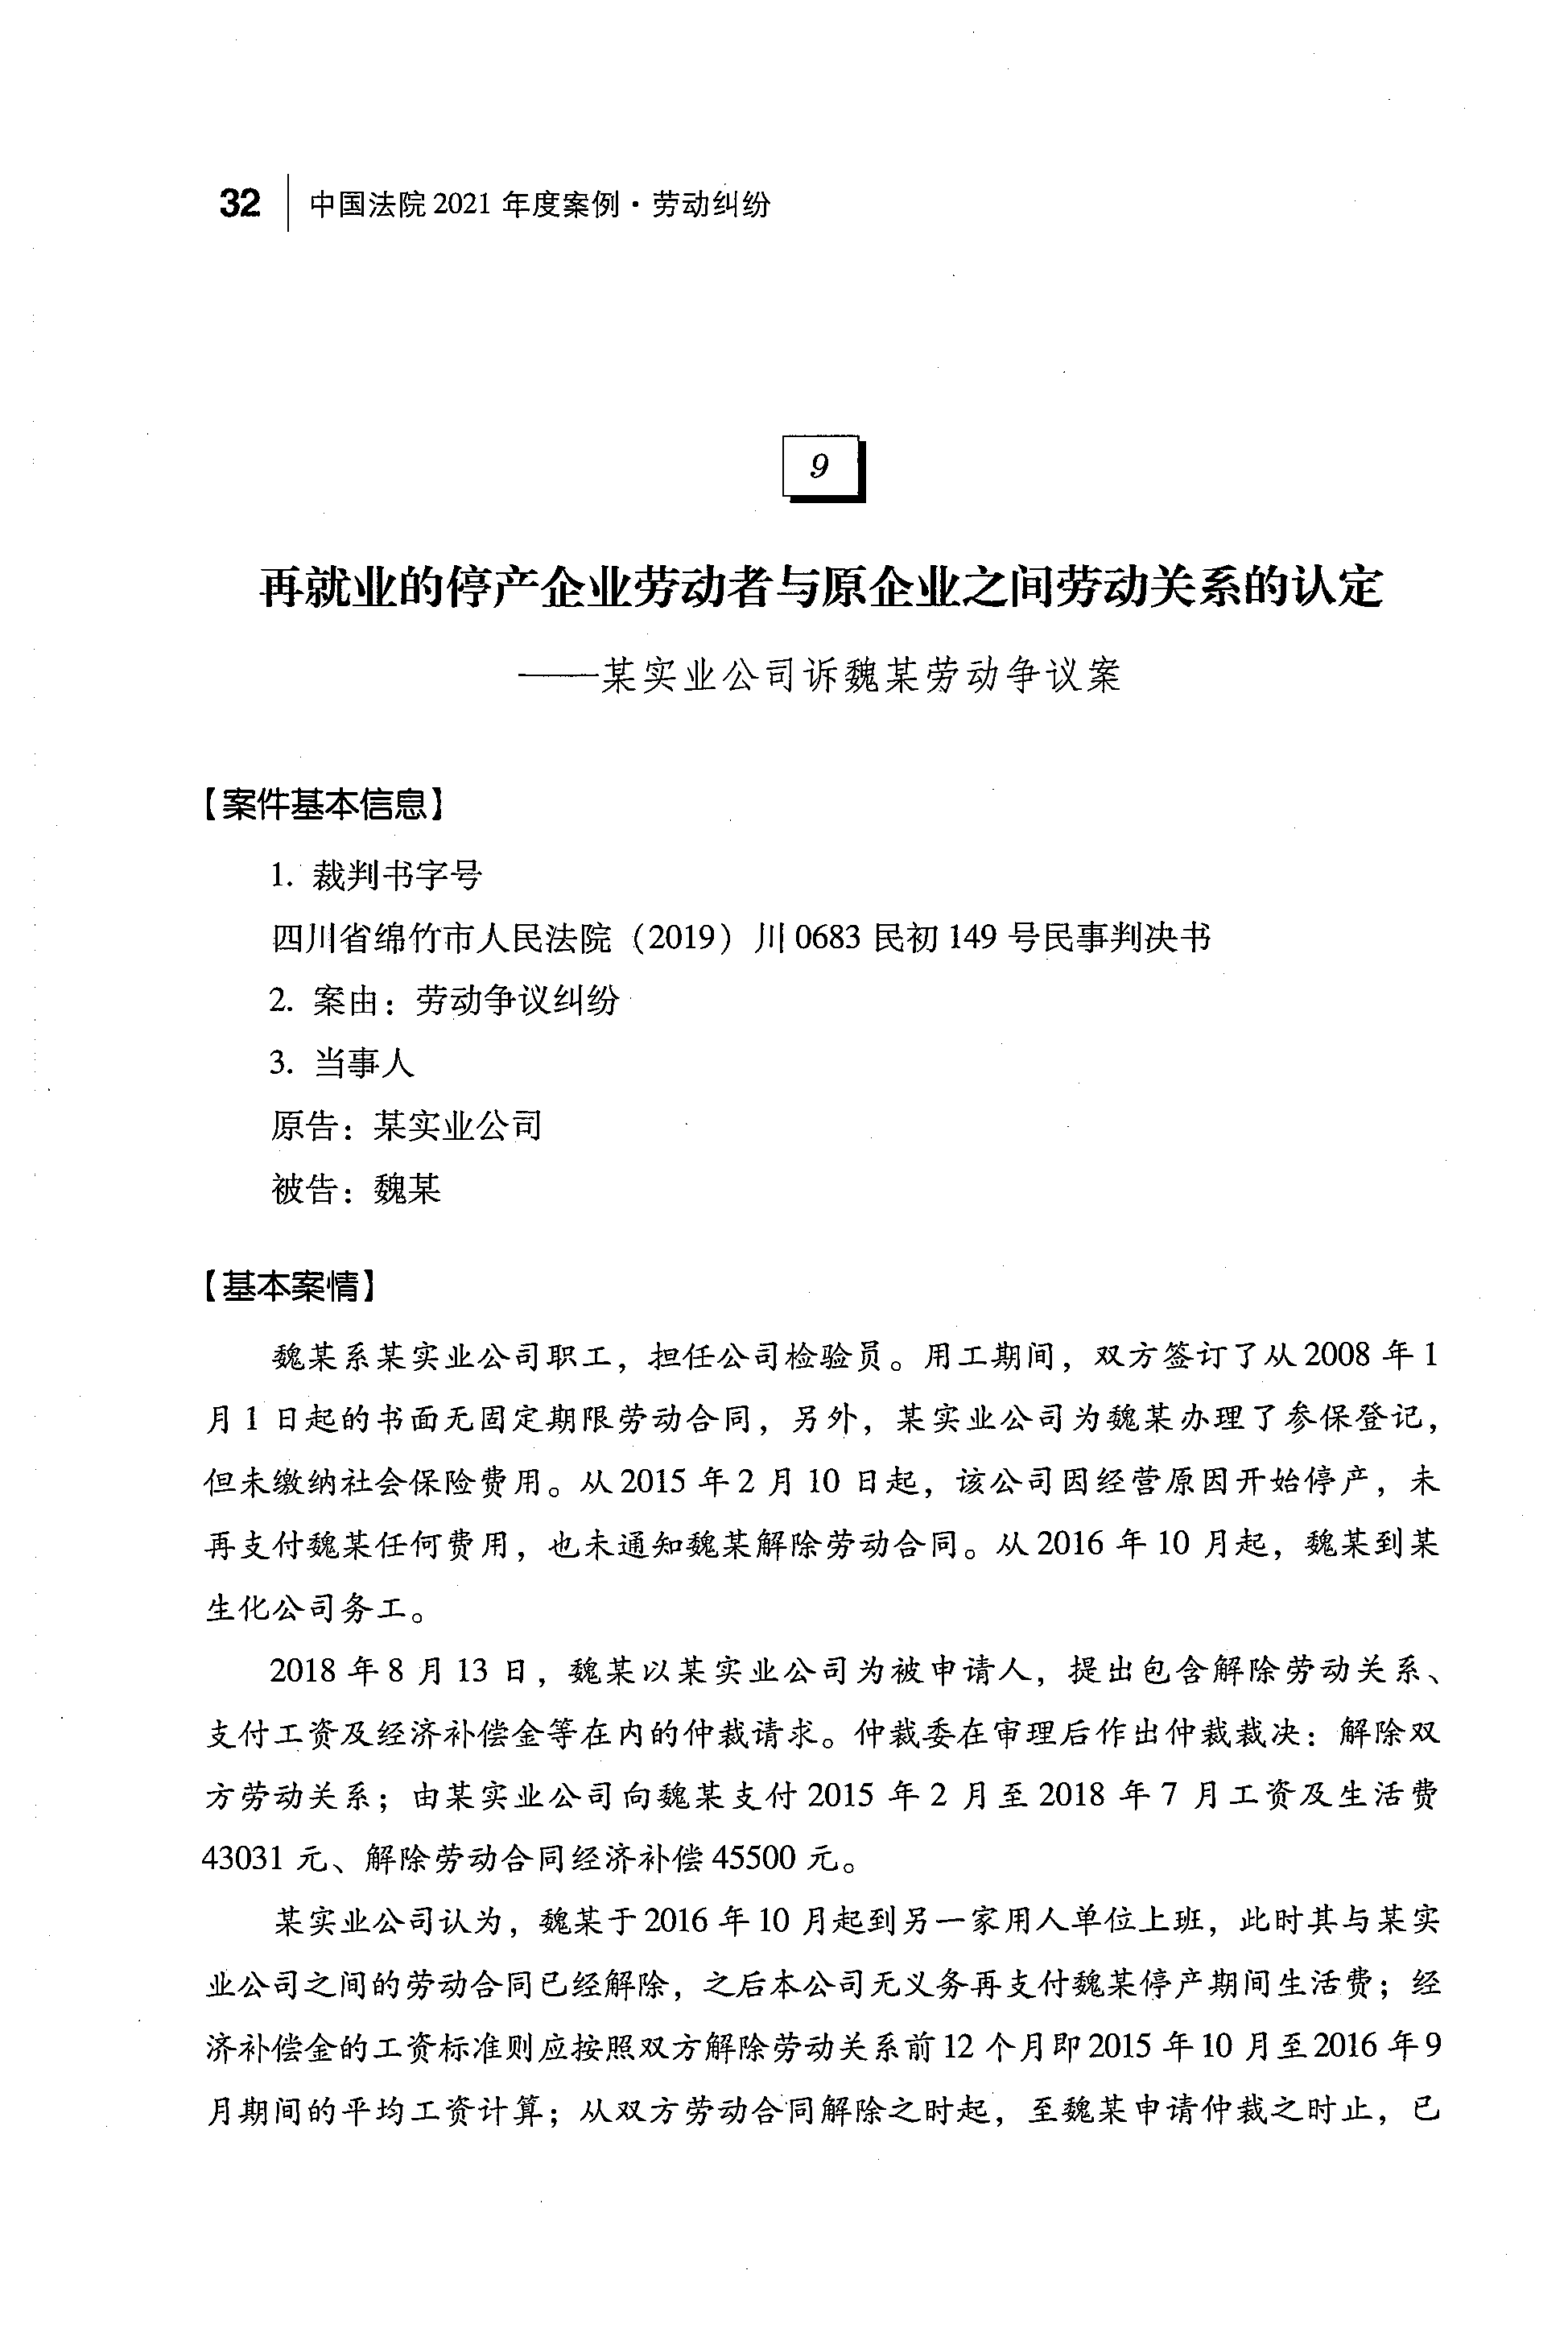 32 中国法院2021年度案例·劳动纠纷
9
再就业的停产企业劳动者与原企业之间劳动关系的认定
——某实业公司诉魏某劳动争议案
【案件基本信息】
1. 裁判书字号
四川省绵竹市人民法院（2019）川0683民初149号民事判决书
2. 案由：劳动争议纠纷
3. 当事人
原告：某实业公司
被告：魏某
【基本案情】
魏某系某实业公司职工，担任公司检验员。用工期间，双方签订了从2008年1
月1日起的书面无固定期限劳动合同，另外，某实业公司为魏某办理了参保登记，
但未缴纳社会保险费用。从2015年2月10日起，该公司因经营原因开始停产，未
再支付魏某任何费用，也未通知魏某解除劳动合同。从2016年10月起，魏某到某
生化公司务工。
2018年8月13日，魏某以某实业公司为被申请人，提出包含解除劳动关系、
支付工资及经济补偿金等在内的仲裁请求。仲裁委在审理后作出仲裁裁决：解除双
方劳动关系；由某实业公司向魏某支付2015年2月至2018年7月工资及生活费
43031元、解除劳动合同经济补偿45500元。
某实业公司认为，魏某于2016年10月起到另一家用人单位上班，此时其与某实
业公司之间的劳动合同已经解除，之后本公司无义务再支付魏某停产期间生活费；经
济补偿金的工资标准则应按照双方解除劳动关系前12个月即2015年10月至2016年9
月期间的平均工资计算；从双方劳动合同解除之时起，至魏某申请仲裁之时止，已